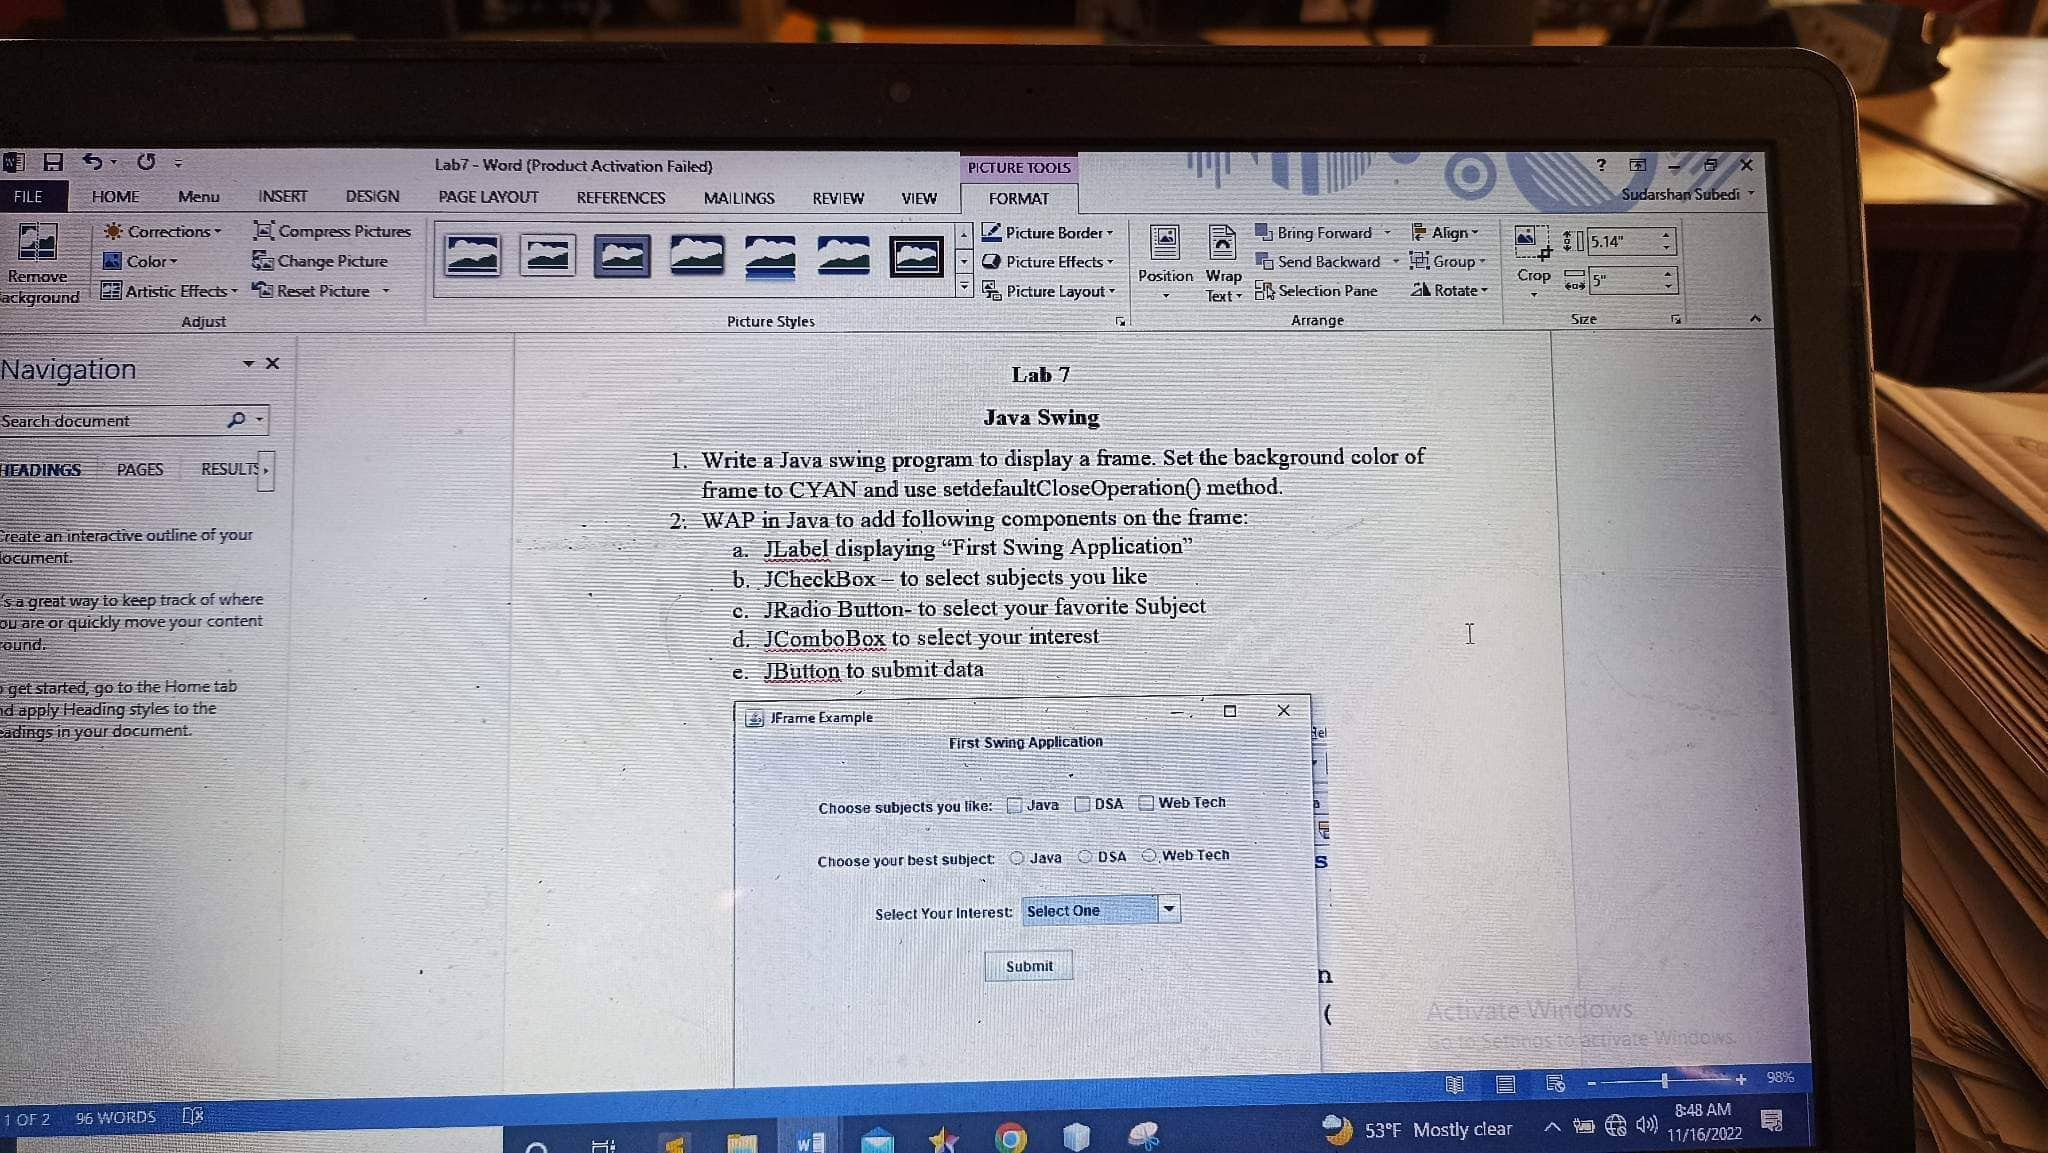 Lab7 - Word (Product Activation Failed)
PICTURE TOOLS
?
FILE HOME Menu INSERT DESIGN PAGE LAYOUT REFERENCES MAILINGS REVIEW VIEW FORMAT
Sudarshan Subedi
Remove
ackground
Corrections
Color
Artistic Effects
Compress Pictures
Change Picture
Reset Picture
Adjust
Picture Styles
Picture Border
Picture Effects
Picture Layout
Position
Wrap
Text
Bring Forward
Send Backward
Selection Pane
Align
Group
Rotate
Arrange
Crop
5.14"
5"
Size
Navigation
Search document
HEADINGS PAGES RESULTS
Create an interactive outline of your
document.
's a great way to keep track of where
you are or quickly move your content
round.
o get started, go to the Home tab
nd apply Heading styles to the
eadings in your document.
Lab 7
Java Swing
1. Write a Java swing program to display a frame. Set the background color of
frame to CYAN and use setdefaultCloseOperation() method.
2. WAP in Java to add following components on the frame:
a. JLabel displaying “First Swing Application”
b. JCheckBox – to select subjects you like
c. JRadio Button- to select your favorite Subject
d. JComboBox to select your interest
e. JButton to submit data
JFrame Example
First Swing Application
Choose subjects you like: Java DSA Web Tech
Choose your best subject: Java DSA Web Tech
Select Your Interest: Select One
Submit
Rel
a
s
n
(
Activate Windows
Go to Settings to activate Windows.
1 OF 2 96 WORDS
98%
53°F Mostly clear
8:48 AM
11/16/2022